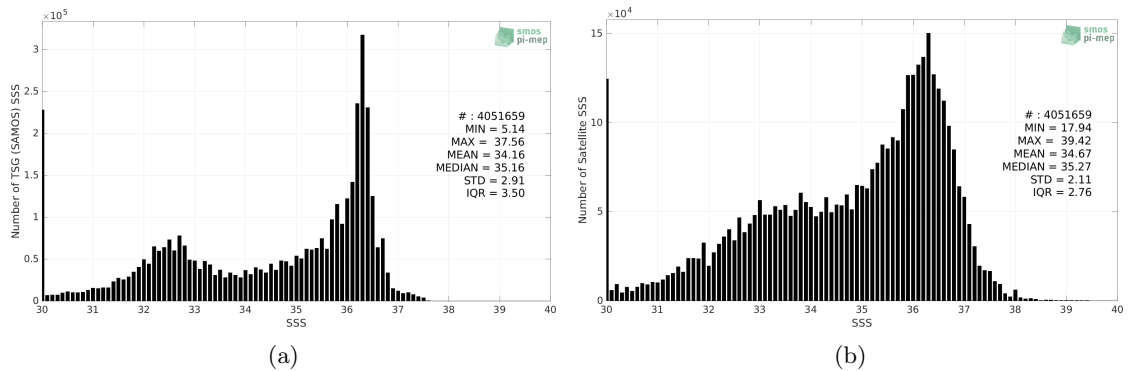 ×10⁵
3
2.5
2
1.5
1
0.5
0
30 31 32 33 34 35 36 37 38 39 40
SSS
Number of TSG (SAMOS) SSS
smos
pi-mep
# : 4051659
MIN = 5.14
MAX = 37.56
MEAN = 34.16
MEDIAN = 35.16
STD = 2.91
IQR = 3.50
(a)
×10⁴
15
10
5
0
30 31 32 33 34 35 36 37 38 39 40
SSS
Number of Satellite SSS
smos
pi-mep
# : 4051659
MIN = 17.94
MAX = 39.42
MEAN = 34.67
MEDIAN = 35.27
STD = 2.11
IQR = 2.76
(b)